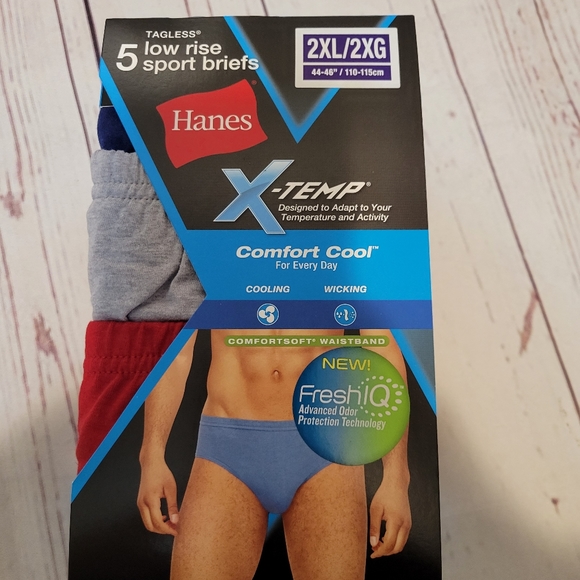 TAGLESS®
5 low rise
sport briefs
2XL/2XG
44-46" / 110-115cm
Hanes
X-TEMP®
Designed to Adapt to Your
Temperature and Activity
Comfort Cool™
For Every Day
COOLING WICKING
COMFORTSOFT® WAISTBAND
NEW!
FreshIQ
Advanced Odor
Protection Technology